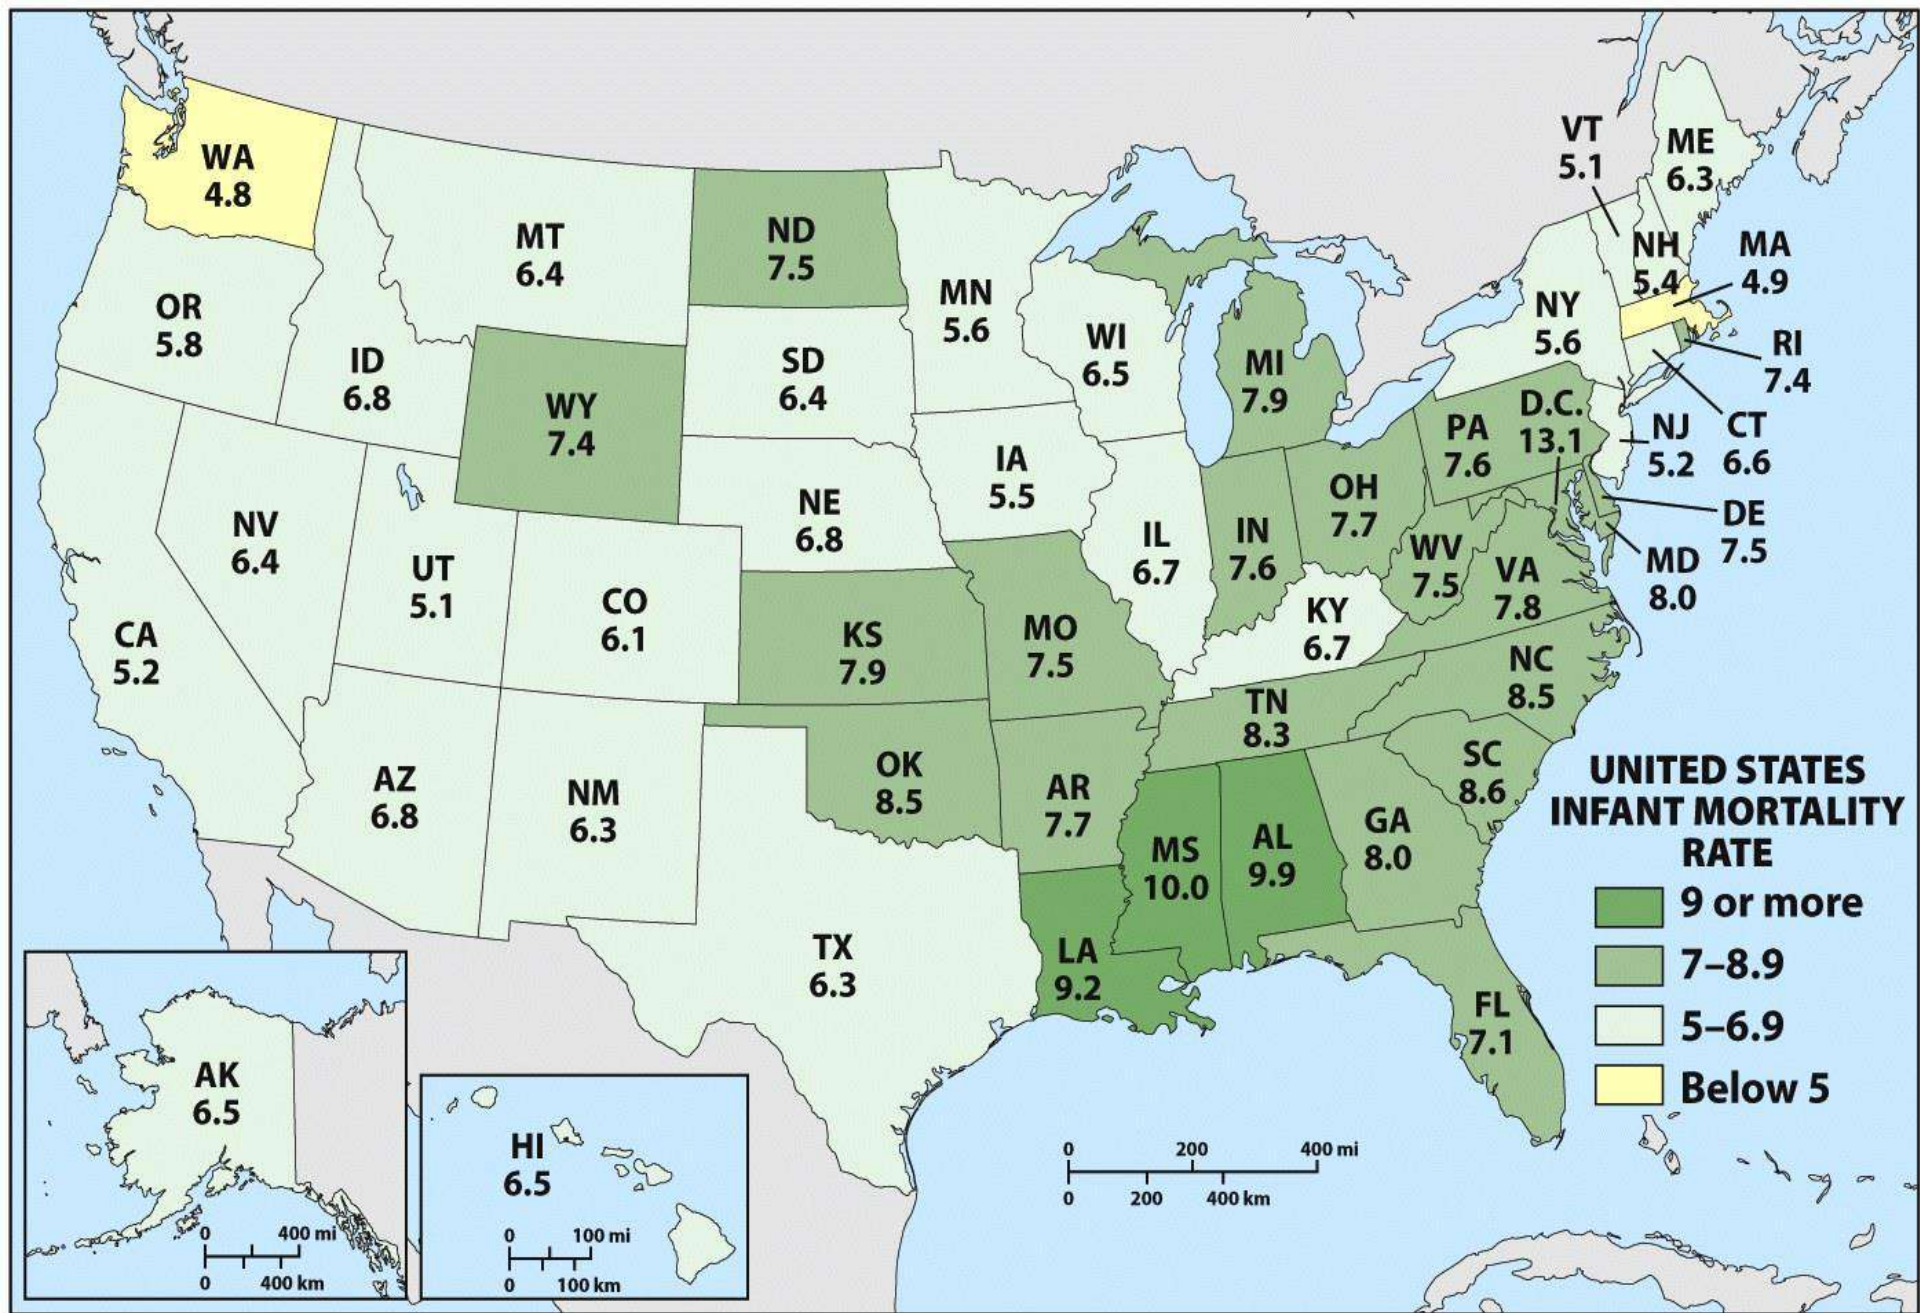 WA
4.8
MT
6.4
ND
7.5
MN
5.6
VT
5.1
ME
6.3
NH
5.4
MA
4.9
OR
5.8
ID
6.8
WY
7.4
SD
6.4
WI
6.5
MI
7.9
NY
5.6
RI
7.4
CT
6.6
NJ
5.2
PA
7.6
D.C.
13.1
DE
7.5
MD
8.0
NV
6.4
UT
5.1
CO
6.1
NE
6.8
IA
5.5
IL
6.7
IN
7.6
OH
7.7
WV
7.5
VA
7.8
CA
5.2
KS
7.9
MO
7.5
KY
6.7
NC
8.5
TN
8.3
SC
8.6
AZ
6.8
NM
6.3
OK
8.5
AR
7.7
MS
10.0
AL
9.9
GA
8.0
TX
6.3
LA
9.2
FL
7.1
UNITED STATES
INFANT MORTALITY
RATE
9 or more
7–8.9
5–6.9
Below 5
AK
6.5
0 400 mi
0 400 km
HI
6.5
0 100 mi
0 100 km
0 200 400 mi
0 200 400 km